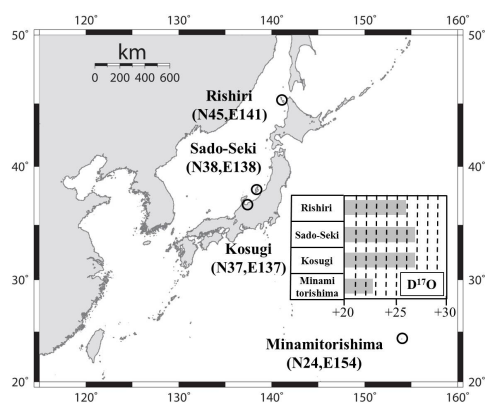 120° 130° 140° 150° 160°
50° 50°
km
0 200 400 600
Rishiri
(N45,E141)
Sado-Seki
(N38,E138)
40° 40°
Rishiri
Sado-Seki
Kosugi
Minami
torishima
D¹⁷O
+20 +25 +30
Kosugi
(N37,E137)
30° 30°
Minamitorishima
(N24,E154)
20° 20°
120° 130° 140° 150° 160°